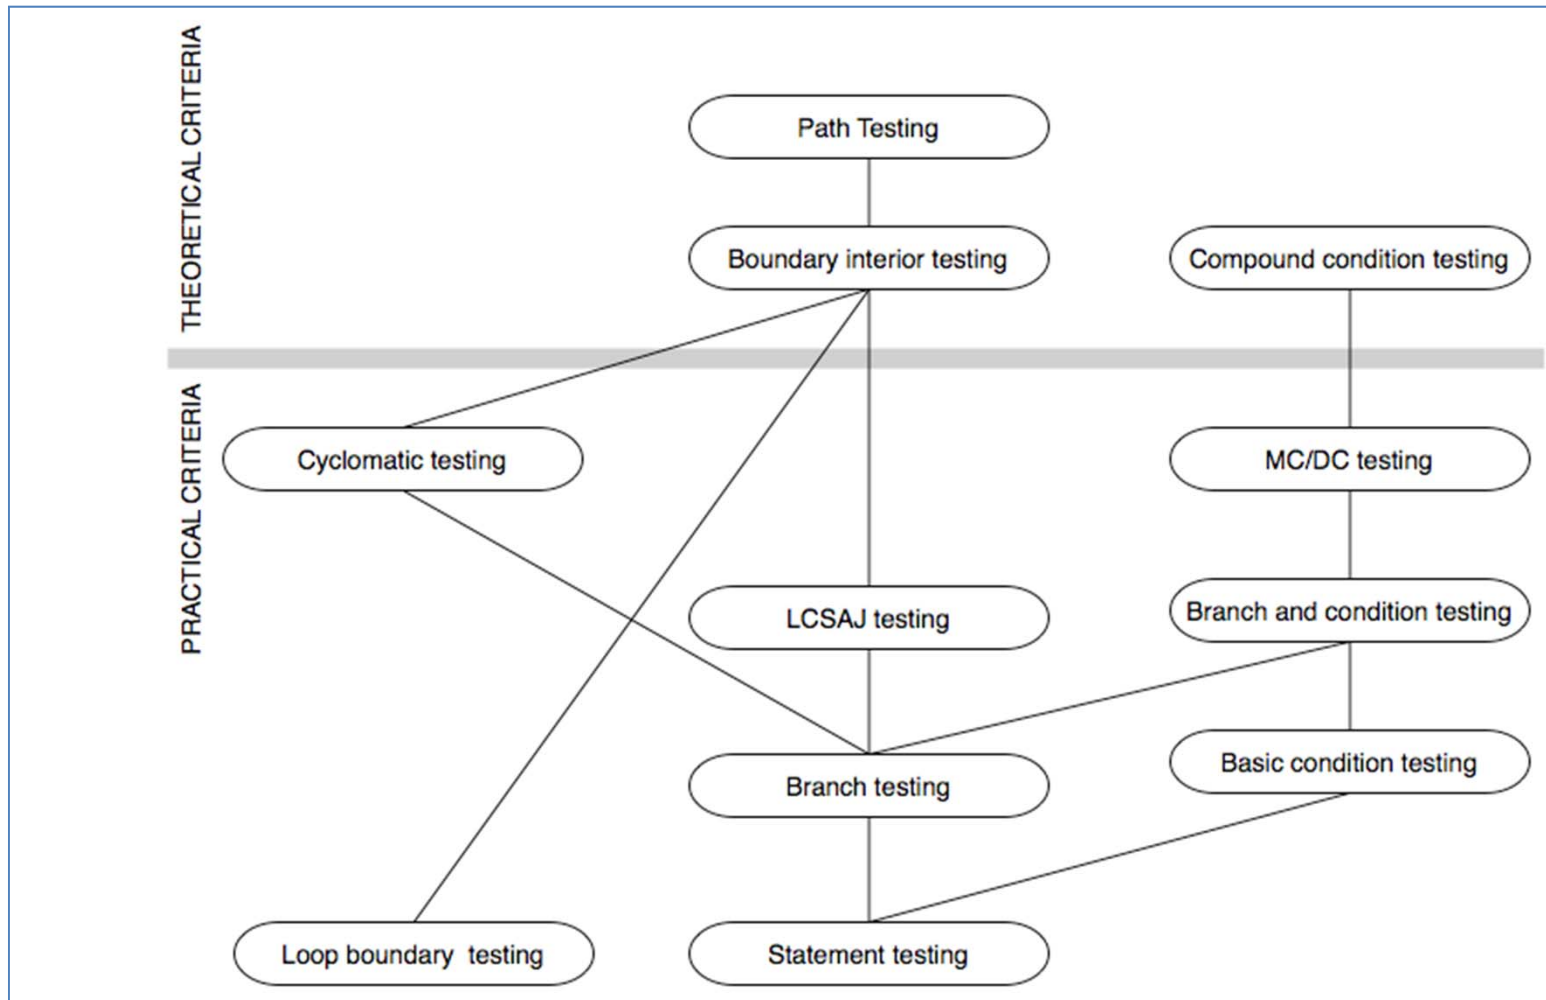 THEORETICAL CRITERIA
Path Testing
Boundary interior testing
Compound condition testing
PRACTICAL CRITERIA
Cyclomatic testing
MC/DC testing
LCSAJ testing
Branch and condition testing
Branch testing
Basic condition testing
Loop boundary  testing
Statement testing